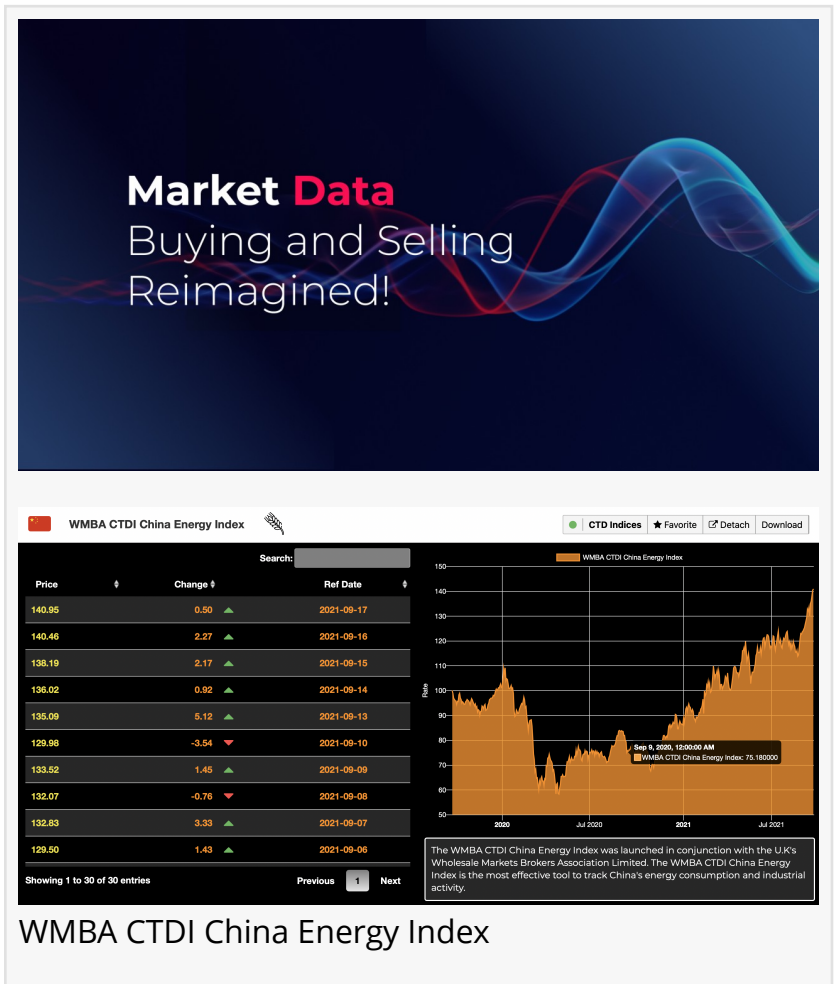 Market Data
Buying and Selling
Reimagined!
WMBA CTDI China Energy Index
CTD Indices
Favorite
Detach
Download
Search:
Price Change Ref Date
140.95 0.50 2021-09-17
140.46 2.27 2021-09-16
138.19 2.17 2021-09-15
136.02 0.92 2021-09-14
135.09 5.12 2021-09-13
129.98 -3.54 2021-09-10
133.52 1.45 2021-09-09
132.07 -0.76 2021-09-08
132.83 3.33 2021-09-07
129.50 1.43 2021-09-06
Showing 1 to 30 of 30 entries
Previous 1 Next
WMBA CTDI China Energy Index
150
140
130
120
110
100
90
80
70
60
50
Rate
Sep 9, 2020, 12:00:00 AM
WMBA CTDI China Energy Index: 75.180000
2020 Jul 2020 2021 Jul 2021
The WMBA CTDI China Energy Index was launched in conjunction with the U.K's
Wholesale Markets Brokers Association Limited. The WMBA CTDI China Energy
Index is the most effective tool to track China's energy consumption and industrial
activity.
WMBA CTDI China Energy Index